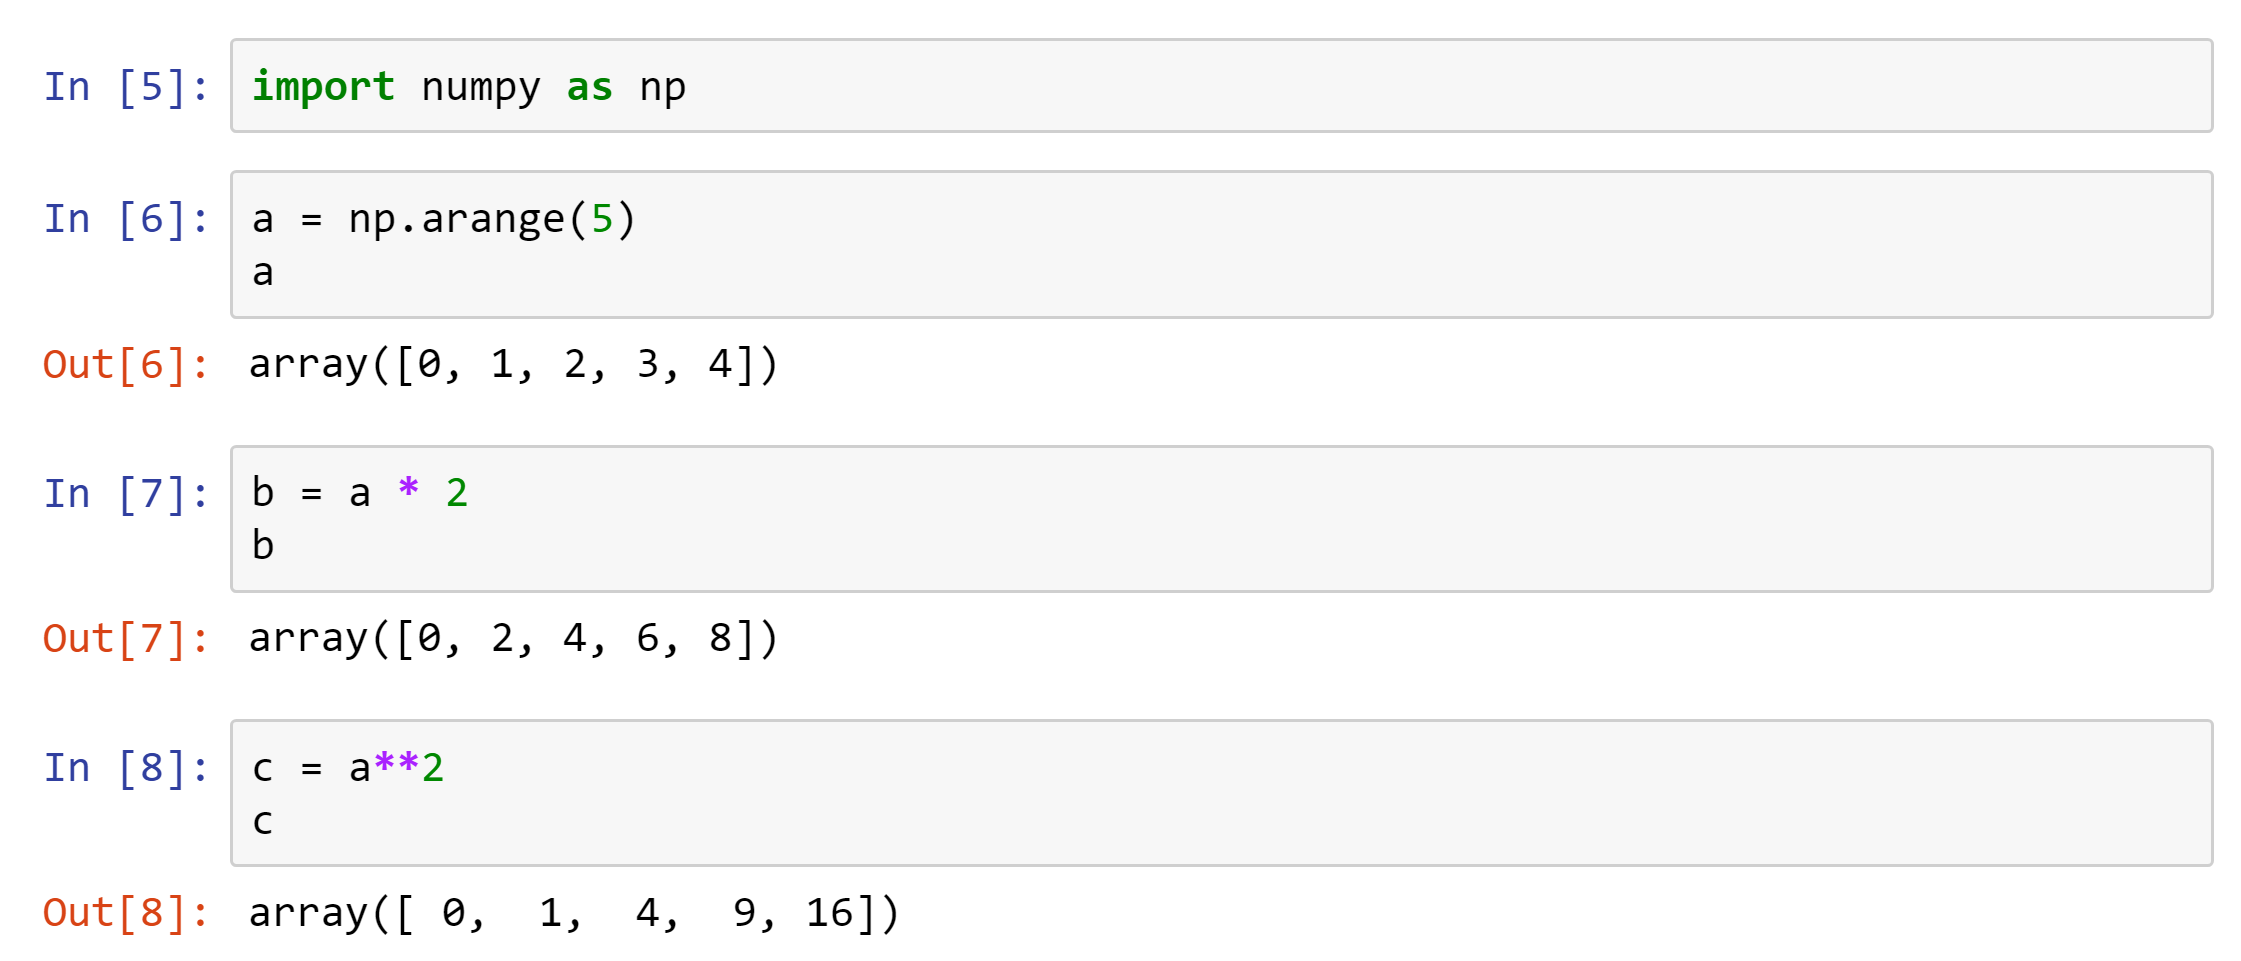 In [5]: import numpy as np
In [6]: a = np.arange(5)
a
Out[6]: array([0, 1, 2, 3, 4])
In [7]: b = a * 2
b
Out[7]: array([0, 2, 4, 6, 8])
In [8]: c = a**2
c
Out[8]: array([ 0,  1,  4,  9, 16])